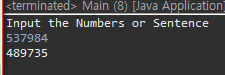 <terminated> Main (8) [Java Application]
Input the Numbers or Sentence
537984
489735